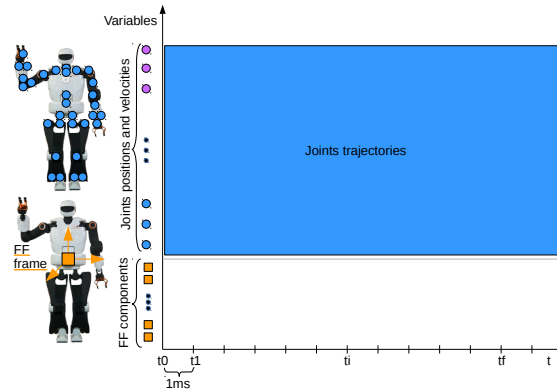 Variables
Joints positions and velocities
Joints trajectories
FF
frame
FF components
t0 t1 ti tf t
1ms